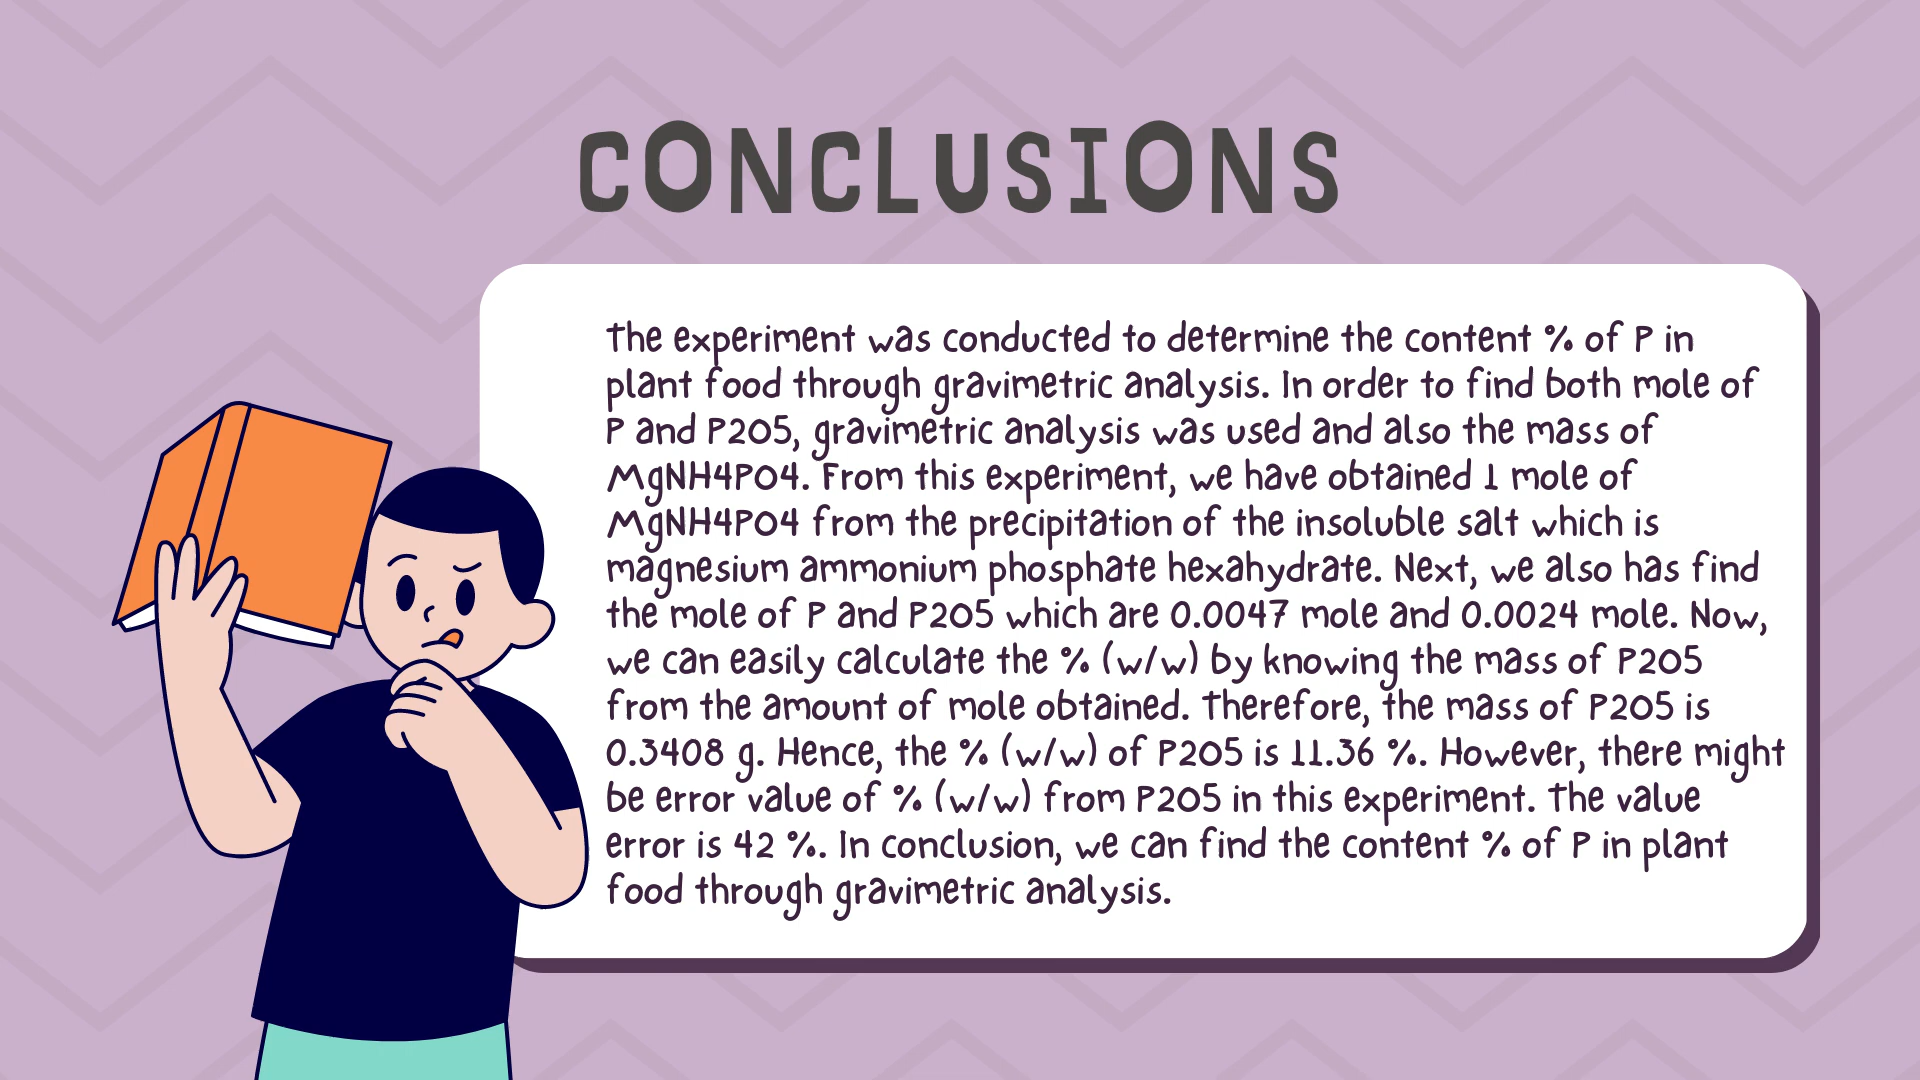 CONCLUSIONS
The experiment was conducted to determine the content % of P in
plant food through gravimetric analysis. In order to find both mole of
P and P2O5, gravimetric analysis was used and also the mass of
MgNH4PO4. From this experiment, we have obtained 1 mole of
MgNH4PO4 from the precipitation of the insoluble salt which is
magnesium ammonium phosphate hexahydrate. Next, we also has find
the mole of P and P2O5 which are 0.0047 mole and 0.0024 mole. Now,
we can easily calculate the % (w/w) by knowing the mass of P2O5
from the amount of mole obtained. Therefore, the mass of P2O5 is
0.3408 g. Hence, the % (w/w) of P2O5 is 11.36 %. However, there might
be error value of % (w/w) from P2O5 in this experiment. The value
error is 42 %. In conclusion, we can find the content % of P in plant
food through gravimetric analysis.